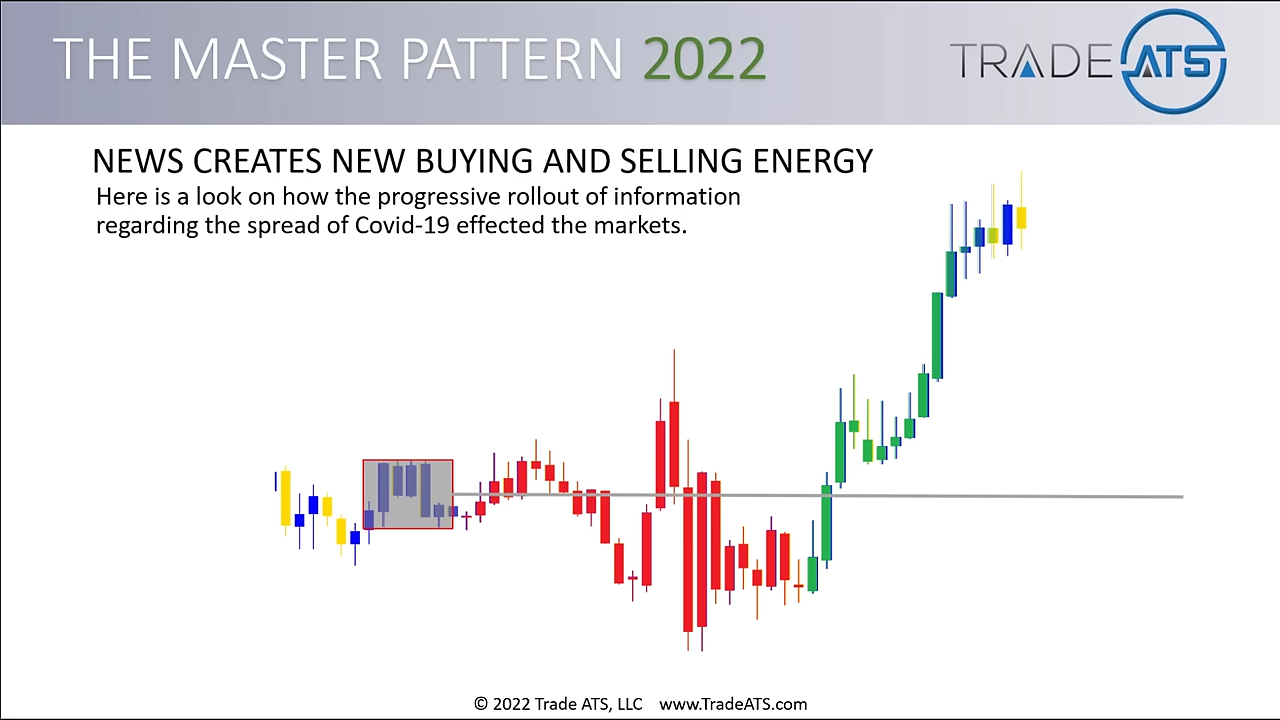 THE MASTER PATTERN 2022
TRADE ATS
NEWS CREATES NEW BUYING AND SELLING ENERGY
Here is a look on how the progressive rollout of information
regarding the spread of Covid-19 effected the markets.
© 2022 Trade ATS, LLC www.TradeATS.com